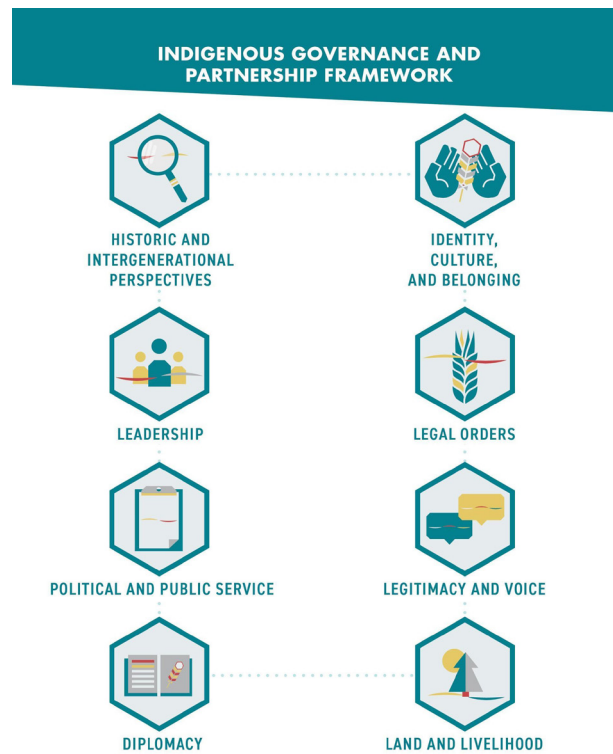 INDIGENOUS GOVERNANCE AND
PARTNERSHIP FRAMEWORK
HISTORIC AND
INTERGENERATIONAL
PERSPECTIVES
IDENTITY,
CULTURE,
AND BELONGING
LEADERSHIP
LEGAL ORDERS
POLITICAL AND PUBLIC SERVICE
LEGITIMACY AND VOICE
DIPLOMACY
LAND AND LIVELIHOOD